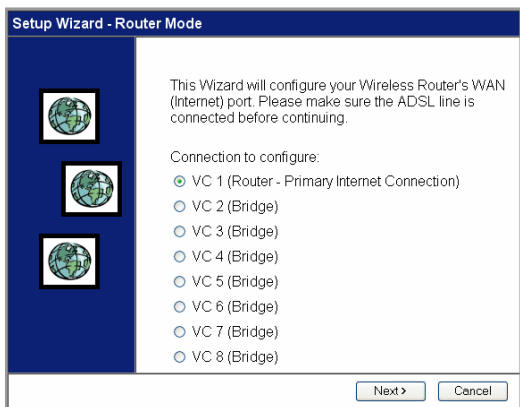 Setup Wizard - Router Mode
This Wizard will configure your Wireless Router's WAN
(Internet) port. Please make sure the ADSL line is
connected before continuing.
Connection to configure:
VC 1 (Router - Primary Internet Connection)
VC 2 (Bridge)
VC 3 (Bridge)
VC 4 (Bridge)
VC 5 (Bridge)
VC 6 (Bridge)
VC 7 (Bridge)
VC 8 (Bridge)
Next >
Cancel